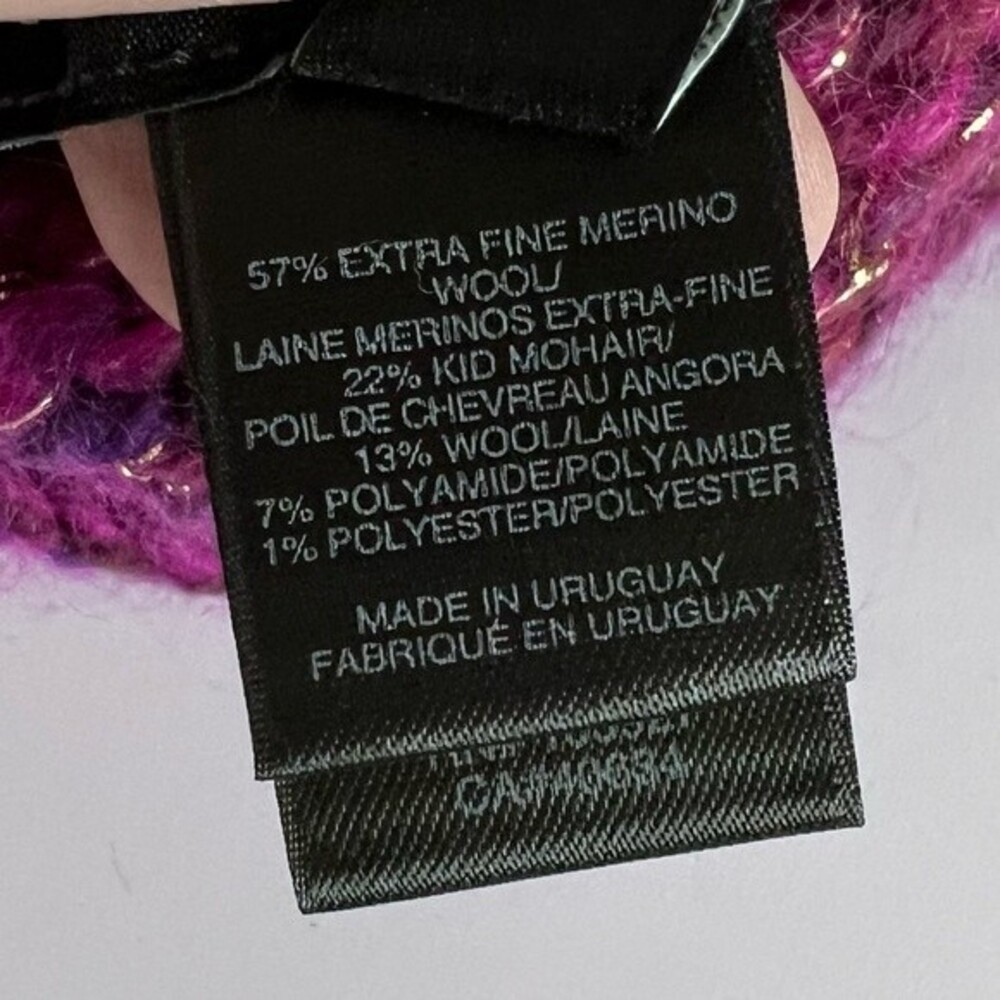 57% EXTRA FINE MERINO
WOOL/
LAINE MERINOS EXTRA-FINE
22% KID MOHAIR/
POIL DE CHEVREAU ANGORA
13% WOOL/LAINE
7% POLYAMIDE/POLYAMIDE
1% POLYESTER/POLYESTER
MADE IN URUGUAY
FABRIQUÉ EN URUGUAY